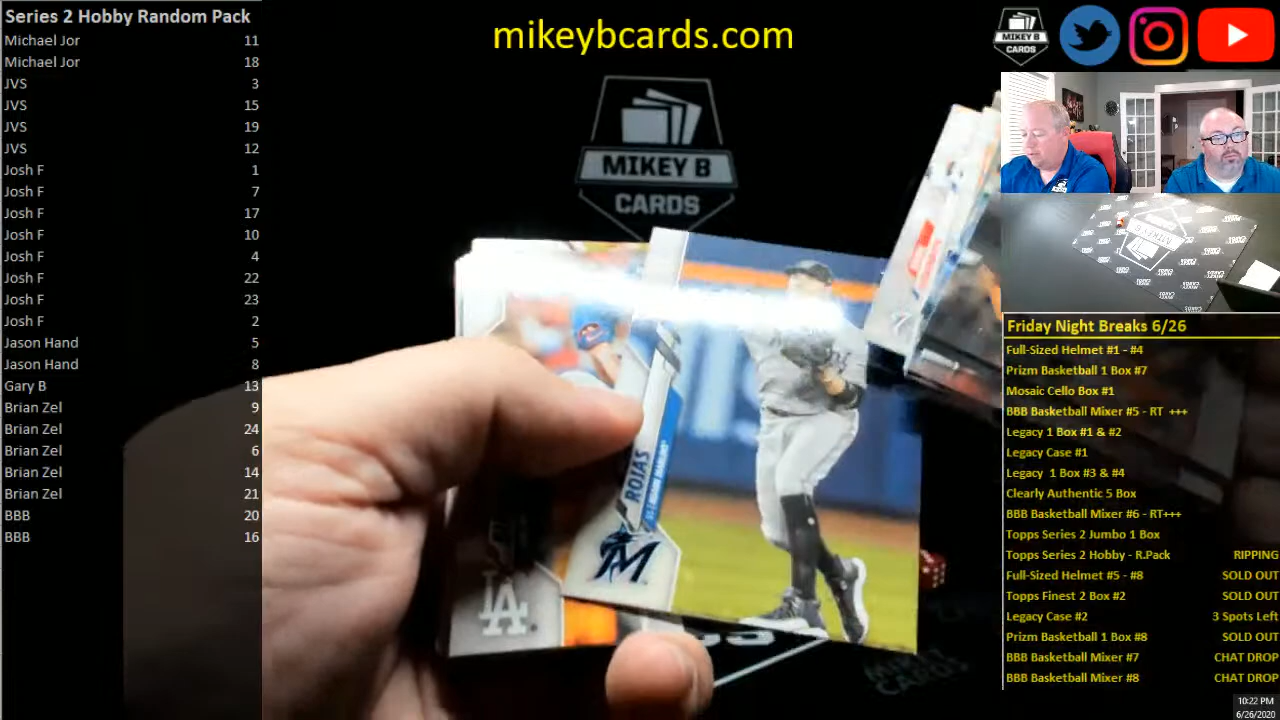 Series 2 Hobby Random Pack
Michael Jor 11
Michael Jor 18
JVS 3
JVS 15
JVS 19
JVS 12
Josh F 1
Josh F 7
Josh F 17
Josh F 10
Josh F 4
Josh F 22
Josh F 23
Josh F 2
Jason Hand 5
Jason Hand 8
Gary B 13
Brian Zel 9
Brian Zel 24
Brian Zel 6
Brian Zel 14
Brian Zel 21
BBB 20
BBB 16
mikeybcards.com
MIKEY B
CARDS
MIKEY B
CARDS
ROJAS
M
LA
MIKEY B
MIKEY B
CARDS
Friday Night Breaks 6/26
Full-Sized Helmet #1 - #4
Prizm Basketball 1 Box #7
Mosaic Cello Box #1
BBB Basketball Mixer #5 - RT +++
Legacy 1 Box #1 & #2
Legacy Case #1
Legacy 1 Box #3 & #4
Clearly Authentic 5 Box
BBB Basketball Mixer #6 - RT+++
Topps Series 2 Jumbo 1 Box
Topps Series 2 Hobby - R.Pack RIPPING
Full-Sized Helmet #5 - #8 SOLD OUT
Topps Finest 2 Box #2 SOLD OUT
Legacy Case #2 3 Spots Left
Prizm Basketball 1 Box #8 SOLD OUT
BBB Basketball Mixer #7 CHAT DROP
BBB Basketball Mixer #8 CHAT DROP
10:22 PM
6/26/2020